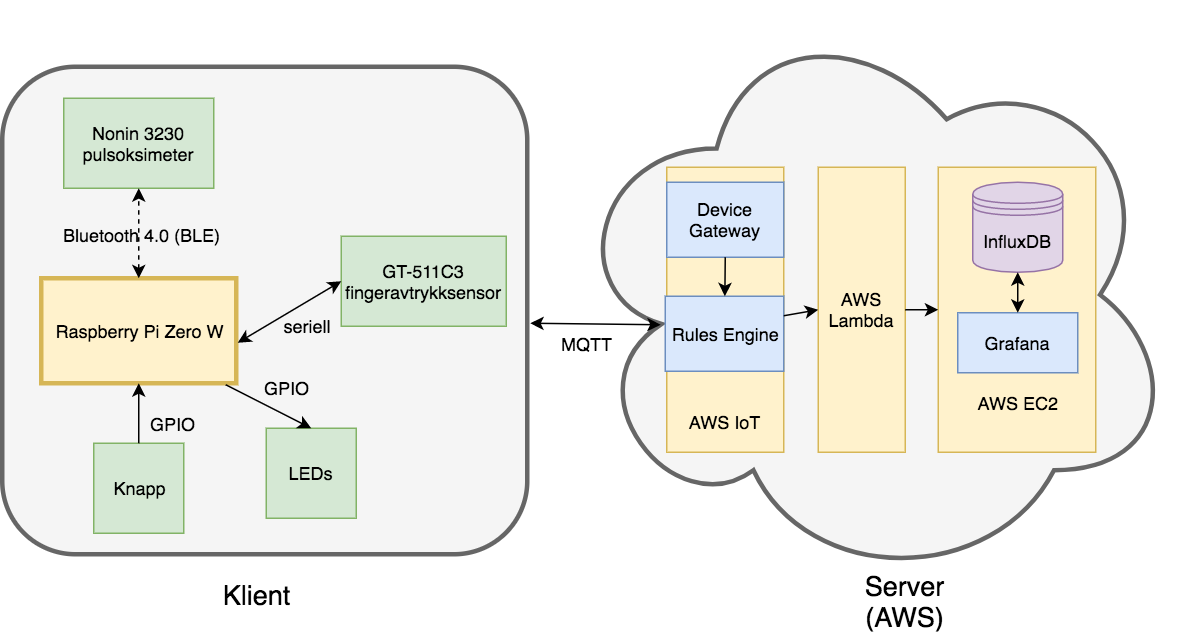 Nonin 3230
pulsoksimeter
Bluetooth 4.0 (BLE)
GT-511C3
fingeravtrykksensor
Raspberry Pi Zero W
seriell
GPIO
GPIO
Knapp
LEDs
Klient
MQTT
Device
Gateway
Rules Engine
AWS IoT
AWS
Lambda
InfluxDB
Grafana
AWS EC2
Server
(AWS)